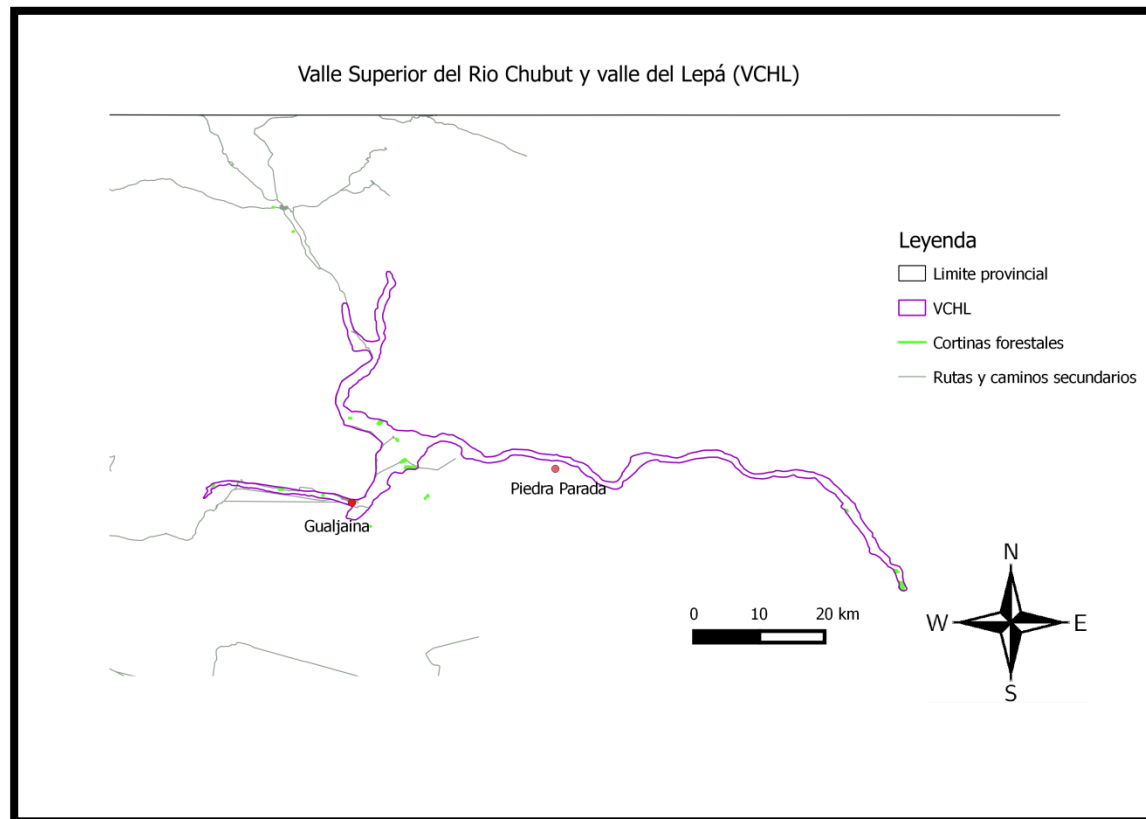 Valle Superior del Rio Chubut y valle del Lepá (VCHL)
Leyenda
Limite provincial
VCHL
Cortinas forestales
Rutas y caminos secundarios
Piedra Parada
Gualjaina
0 10 20 km
N
W E
S